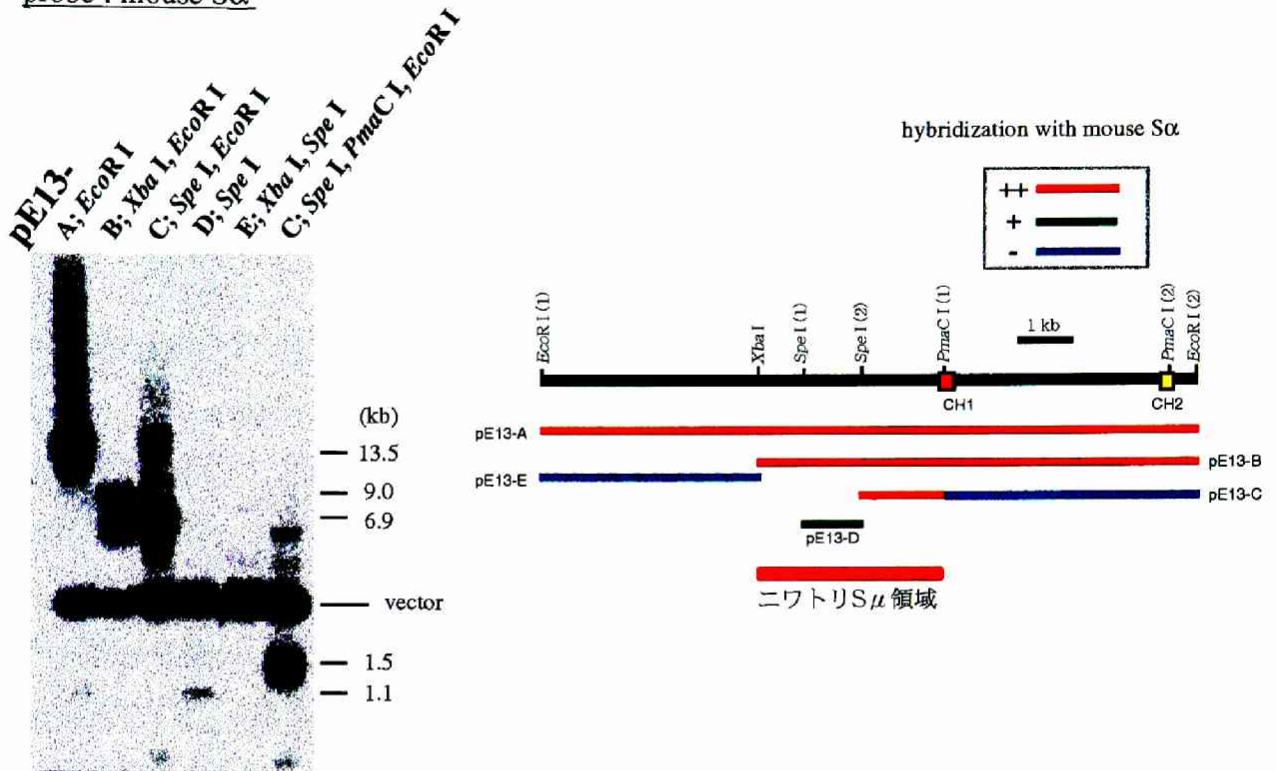 probe : mouse Sα
pE13-
A; EcoR I
B; Xba I, EcoR I
C; Spe I, EcoR I
D; Spe I
E; Xba I, Spe I
C; Spe I, PmaC I, EcoR I
(kb)
13.5
9.0
6.9
vector
1.5
1.1
hybridization with mouse Sα
++
+
-
EcoR I (1)
Xba I
Spe I (1)
Spe I (2)
PmaC I (1)
1 kb
PmaC I (2)
EcoR I (2)
CH1
CH2
pE13-A
pE13-B
pE13-E
pE13-C
pE13-D
ニワトリSμ領域